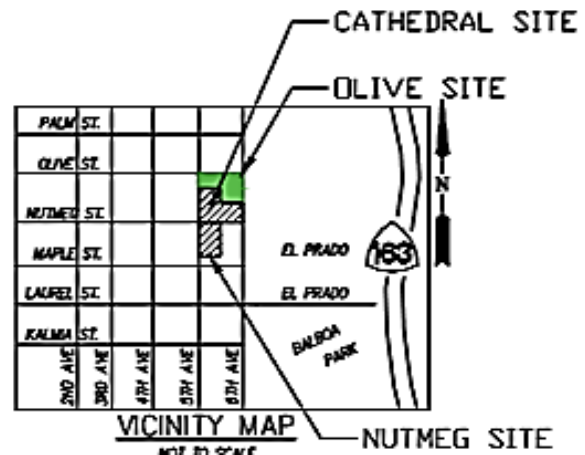 CATHEDRAL SITE
OLIVE SITE
PALM ST.
OLIVE ST.
N
NUTMEG ST.
MAPLE ST.
EL PRADO
163
LAUREL ST.
EL PRADO
KALMIA ST.
BALBOA
PARK
2ND AVE
3RD AVE
4TH AVE
5TH AVE
6TH AVE
VICINITY MAP
NOT TO SCALE
NUTMEG SITE